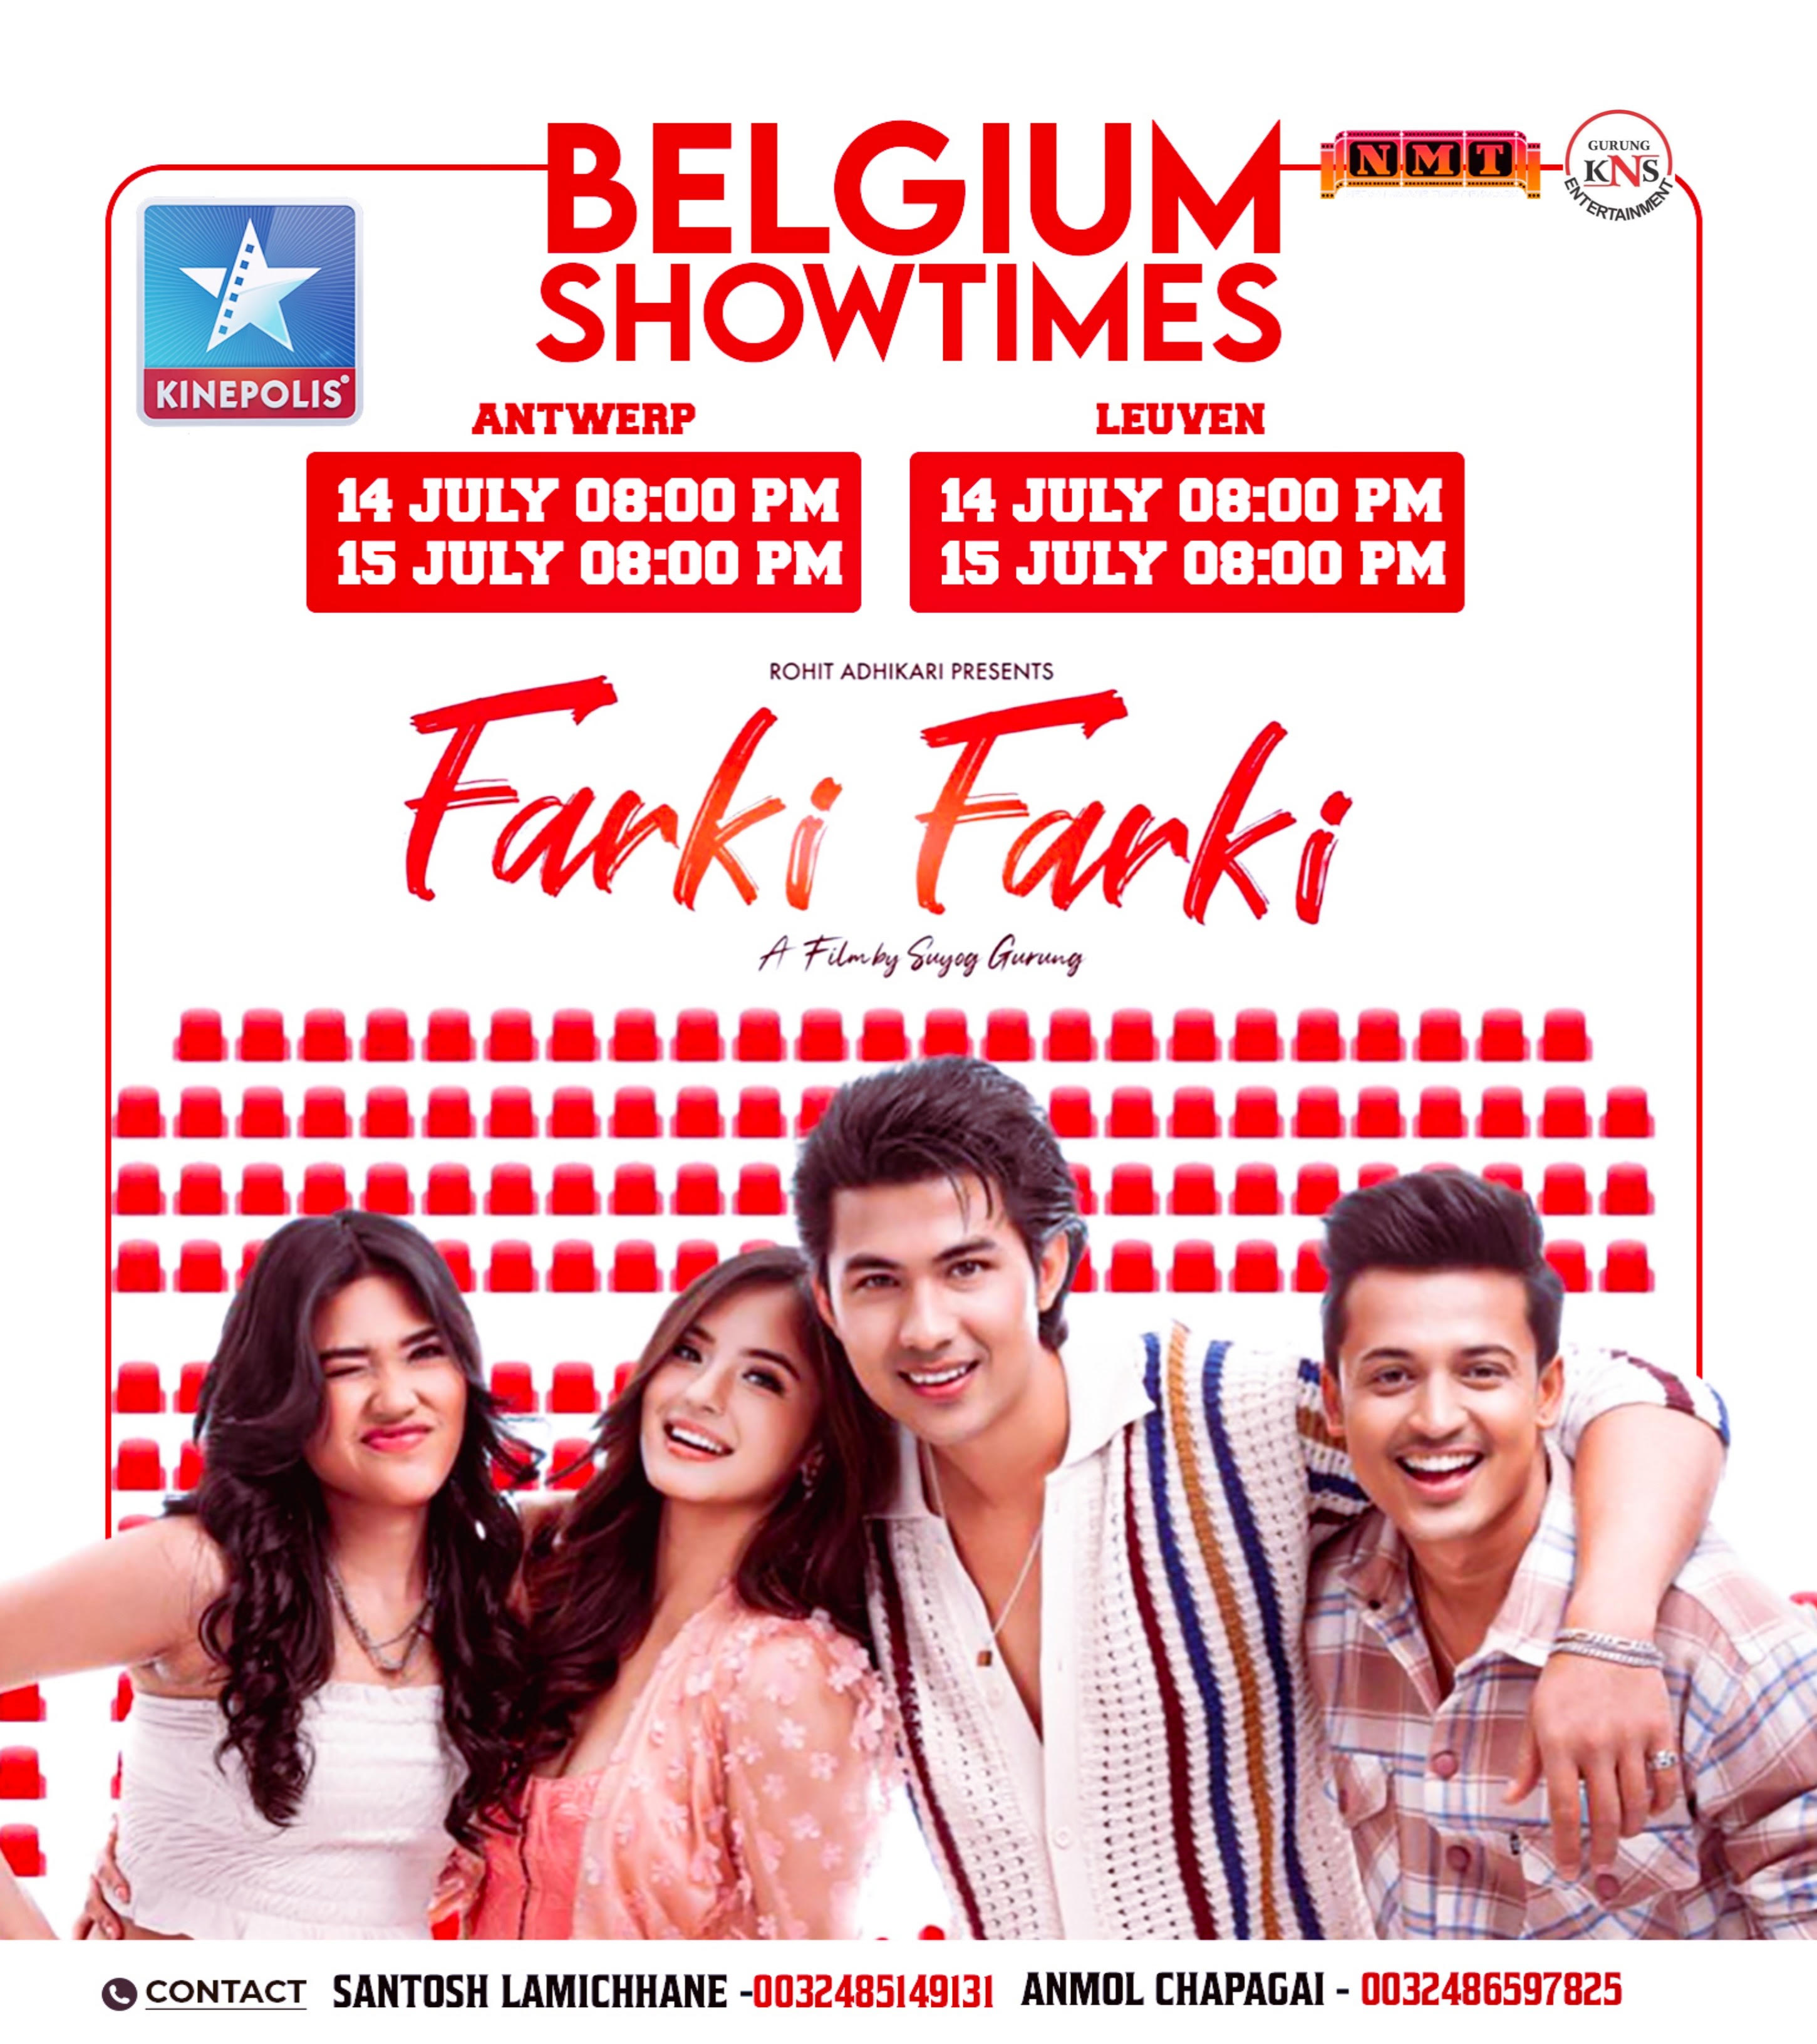 BELGIUM
SHOWTIMES
NMT
GURUNG
KNS
ENTERTAINMENT
KINEPOLIS®
ANTWERP
14 JULY 08:00 PM
15 JULY 08:00 PM
LEUVEN
14 JULY 08:00 PM
15 JULY 08:00 PM
ROHIT ADHIKARI PRESENTS
Farki Farki
A Film by Suyog Gurung
CONTACT SANTOSH LAMICHHANE -0032485149131 ANMOL CHAPAGAI - 0032486597825